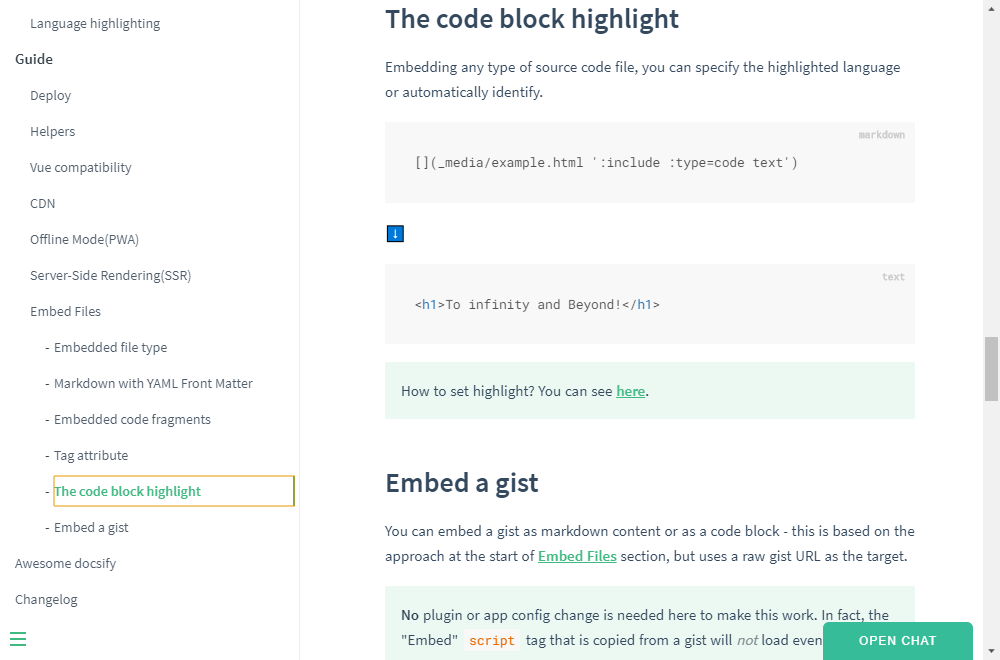 Language highlighting
Guide
Deploy
Helpers
Vue compatibility
CDN
Offline Mode(PWA)
Server-Side Rendering(SSR)
Embed Files
- Embedded file type
- Markdown with YAML Front Matter
- Embedded code fragments
- Tag attribute
- The code block highlight
- Embed a gist
Awesome docsify
Changelog
The code block highlight
Embedding any type of source code file, you can specify the highlighted language
or automatically identify.
markdown
[](_media/example.html ':include :type=code text')
↓
text
<h1>To infinity and Beyond!</h1>
How to set highlight? You can see here.
Embed a gist
You can embed a gist as markdown content or as a code block - this is based on the
approach at the start of Embed Files section, but uses a raw gist URL as the target.
No plugin or app config change is needed here to make this work. In fact, the
"Embed" script tag that is copied from a gist will not load even
OPEN CHAT